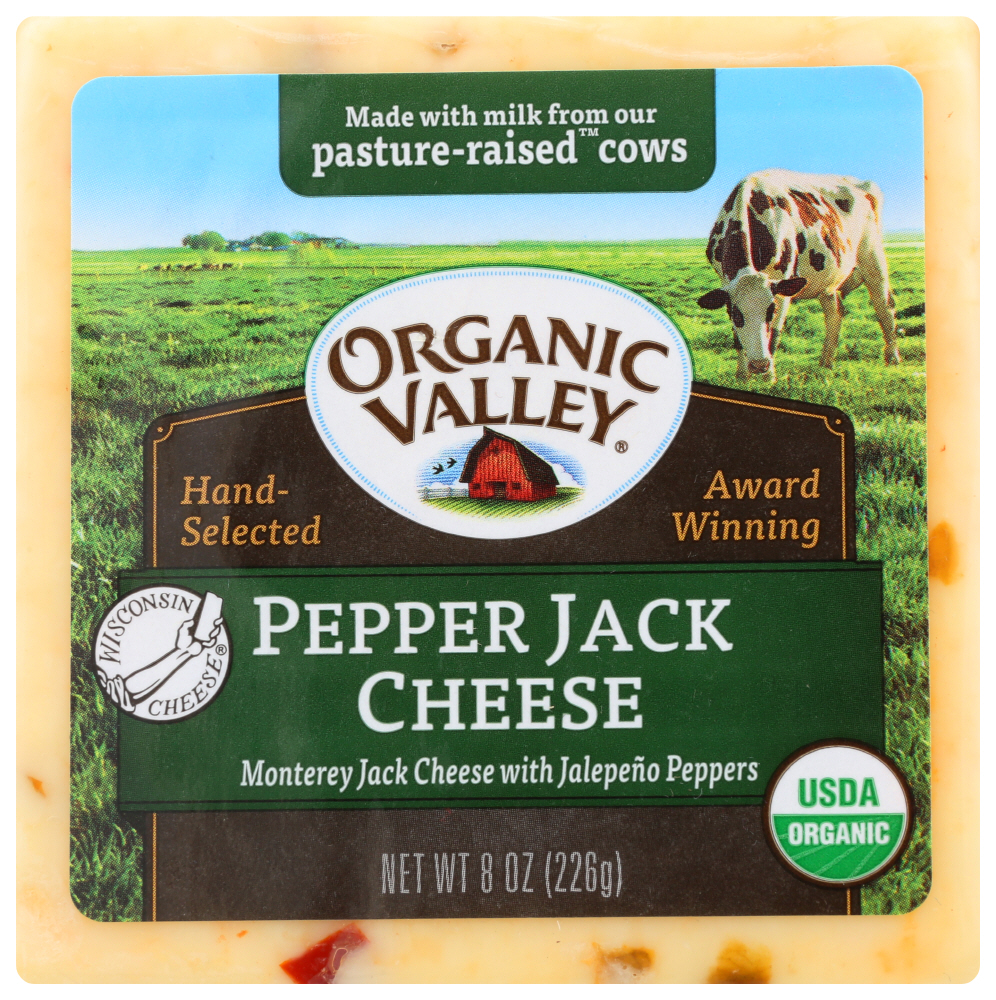 Made with milk from our
pasture-raised™ cows
ORGANIC
VALLEY®
Hand-
Selected
Award
Winning
WISCONSIN
CHEESE®
PEPPER JACK
CHEESE
Monterey Jack Cheese with Jalepeño Peppers
USDA
ORGANIC
NET WT 8 OZ (226g)